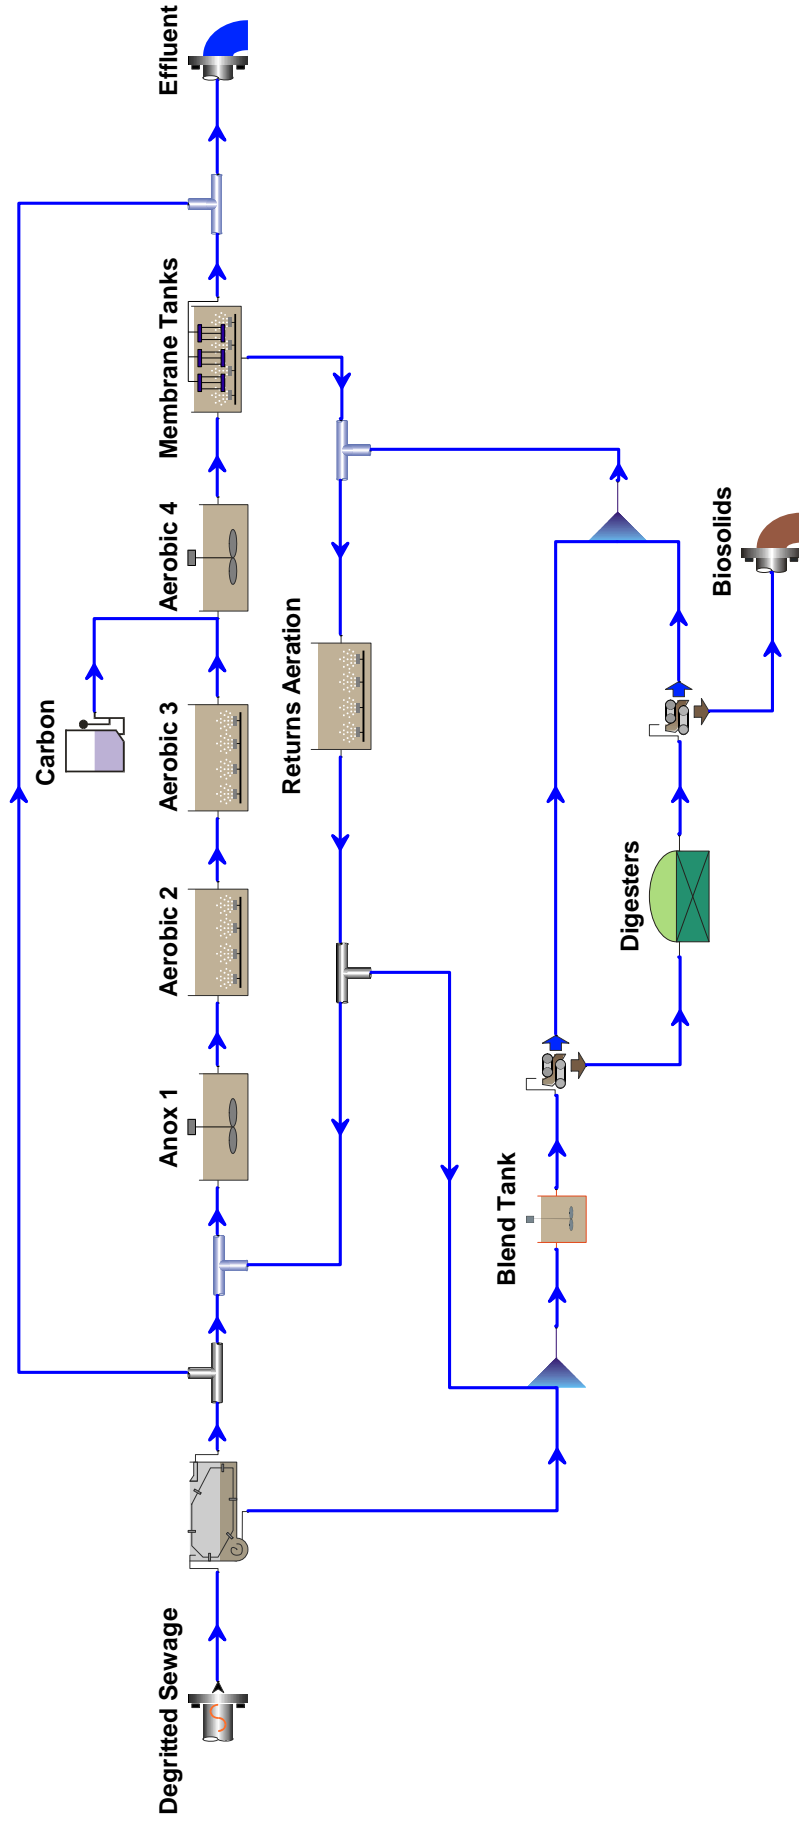 Degritted Sewage
Anox 1
Aerobic 2
Aerobic 3
Carbon
Aerobic 4
Membrane Tanks
Effluent
Returns Aeration
Blend Tank
Digesters
Biosolids